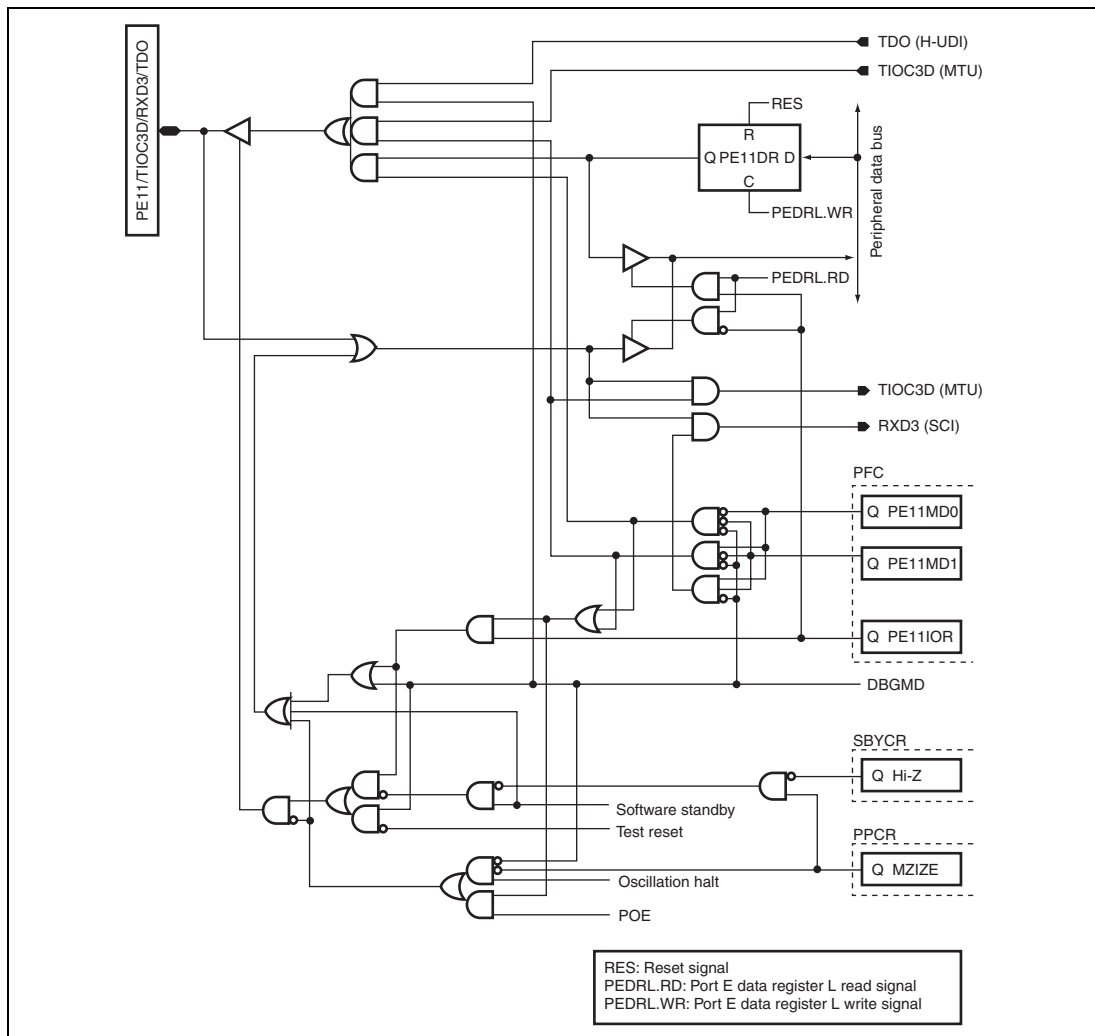 PE11/TIOC3D/RXD3/TDO
TDO (H-UDI)
TIOC3D (MTU)
RES
R
Q PE11DR D
C
PEDRL.WR
Peripheral data bus
PEDRL.RD
TIOC3D (MTU)
RXD3 (SCI)
PFC
Q PE11MD0
Q PE11MD1
Q PE11IOR
DBGMD
SBYCR
Q Hi-Z
Software standby
Test reset
PPCR
Q MZIZE
Oscillation halt
POE
RES: Reset signal
PEDRL.RD: Port E data register L read signal
PEDRL.WR: Port E data register L write signal